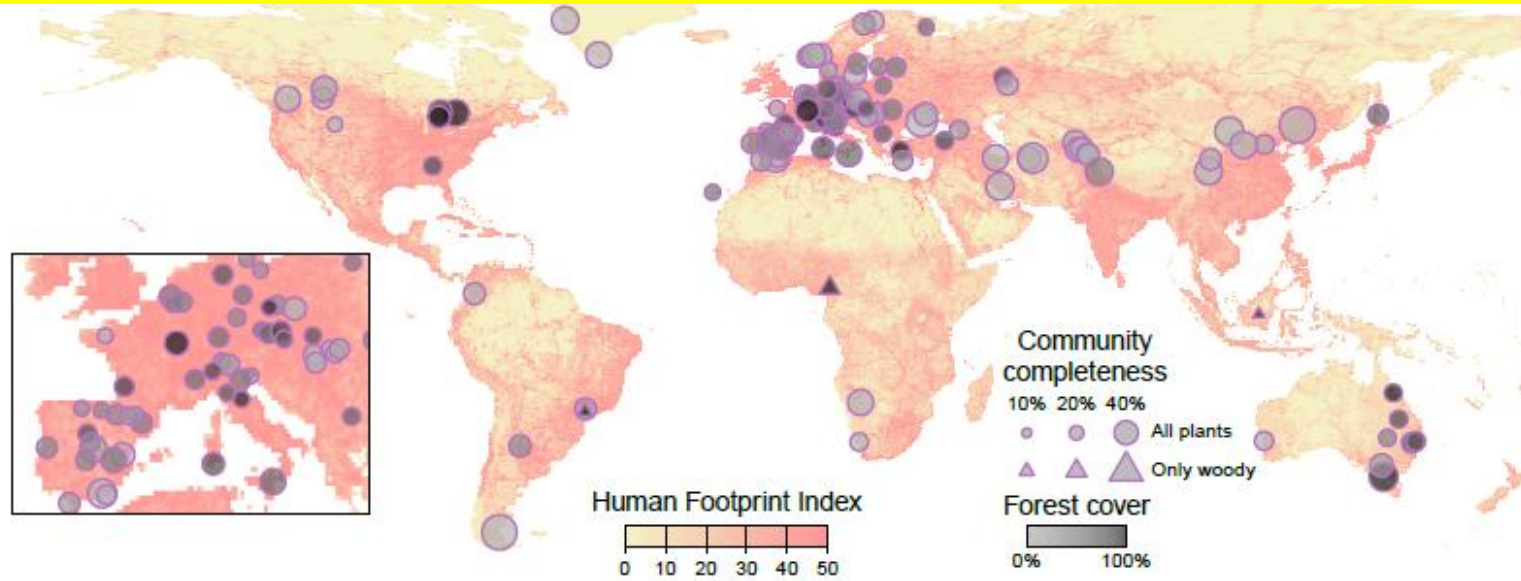 Community
completeness
10% 20% 40%
All plants
Only woody
Human Footprint Index
0 10 20 30 40 50
Forest cover
0% 100%